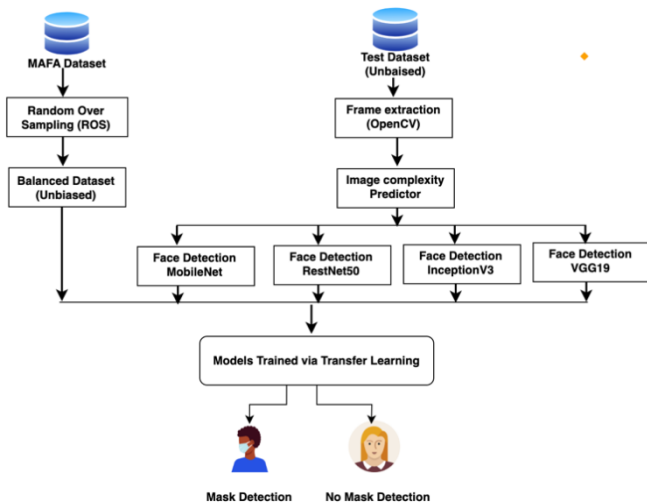 MAFA Dataset
Test Dataset
(Unbaised)
Random Over
Sampling (ROS)
Frame extraction
(OpenCV)
Balanced Dataset
(Unbiased)
Image complexity
Predictor
Face Detection
MobileNet
Face Detection
RestNet50
Face Detection
InceptionV3
Face Detection
VGG19
Models Trained via Transfer Learning
Mask Detection
No Mask Detection